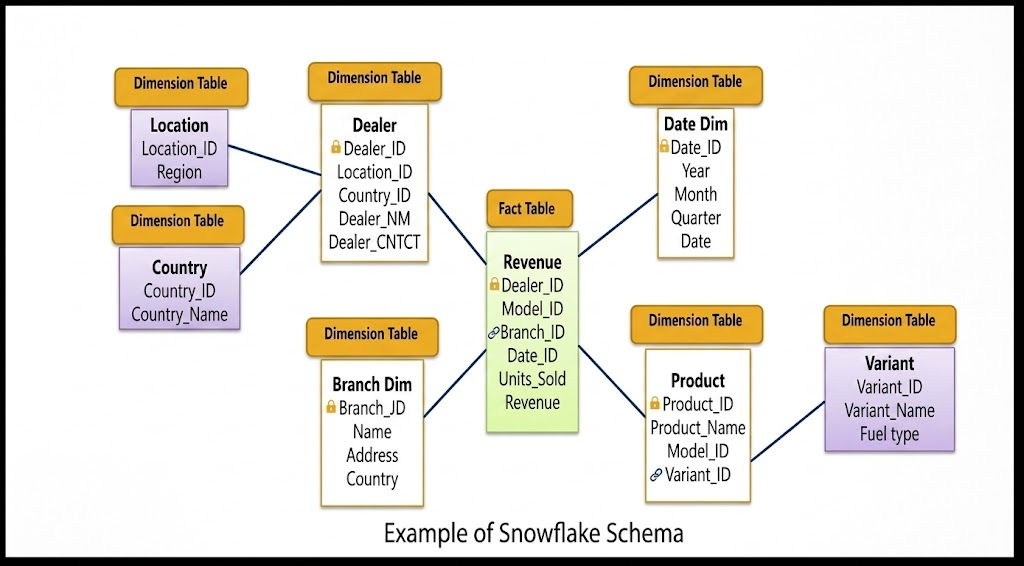 Dimension Table
Location
Location_ID
Region
Dimension Table
Dealer
Dealer_ID
Location_ID
Country_ID
Dealer_NM
Dealer_CNTCT
Dimension Table
Date Dim
Date_ID
Year
Month
Quarter
Date
Dimension Table
Country
Country_ID
Country_Name
Fact Table
Revenue
Dealer_ID
Model_ID
Branch_ID
Date_ID
Units_Sold
Revenue
Dimension Table
Branch Dim
Branch_JD
Name
Address
Country
Dimension Table
Product
Product_ID
Product_Name
Model_ID
Variant_ID
Dimension Table
Variant
Variant_ID
Variant_Name
Fuel type
Example of Snowflake Schema